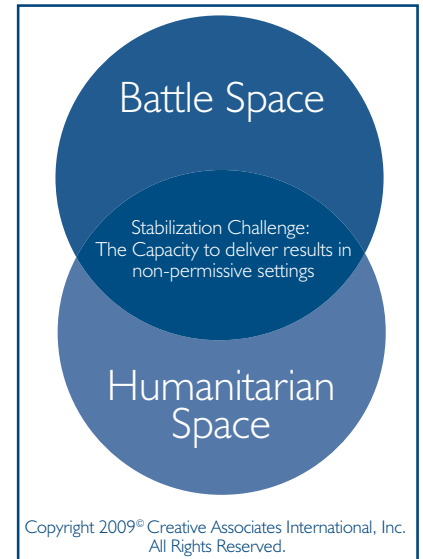 Battle Space
Stabilization Challenge:
The Capacity to deliver results in
non-permissive settings
Humanitarian
Space
Copyright 2009© Creative Associates International, Inc.
All Rights Reserved.